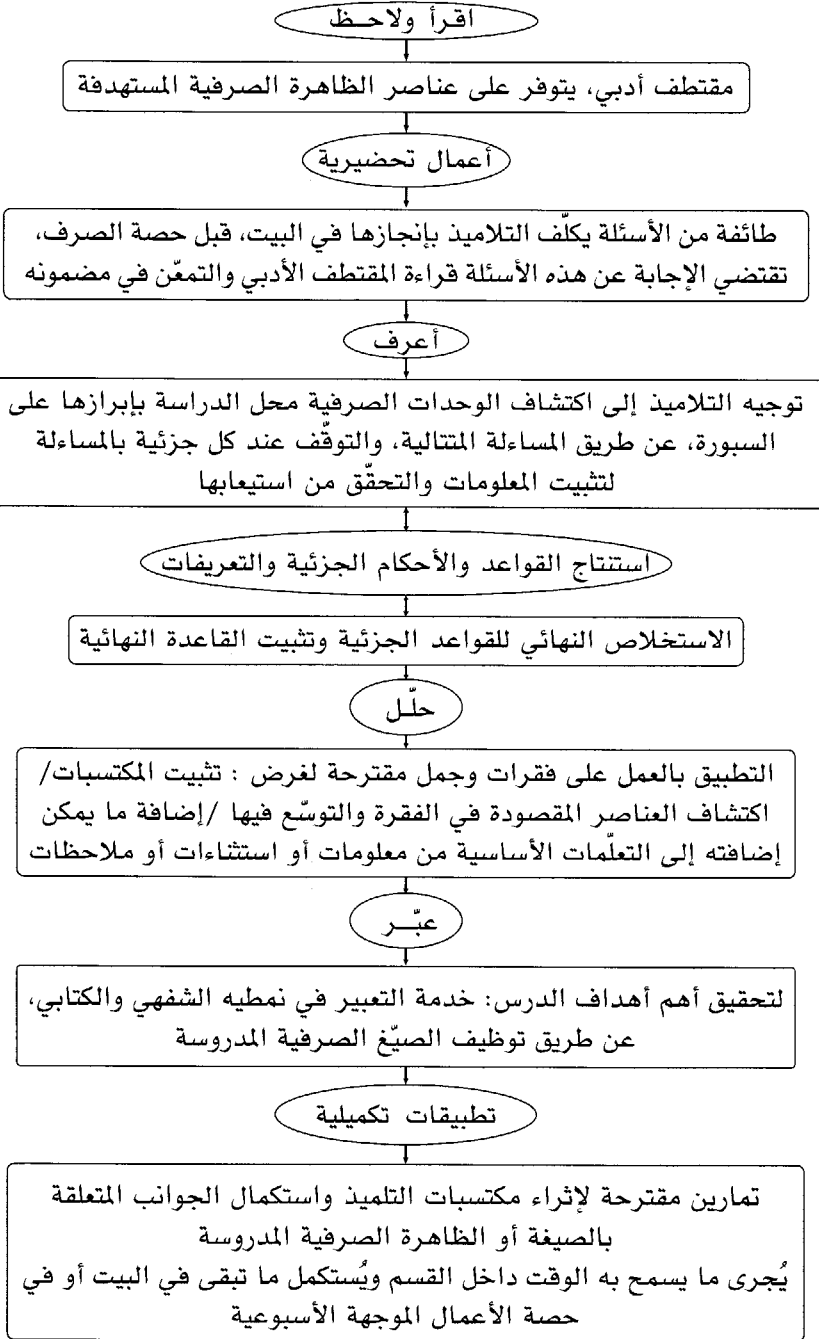 اقرأ ولاحظ
مقتطف أدبي، يتوفر على عناصر الظاهرة الصرفية المستهدفة
أعمال تحضيرية
طائفة من الأسئلة يكلّف التلاميذ بإنجازها في البيت، قبل حصة الصرف،
تقتضي الإجابة عن هذه الأسئلة قراءة المقتطف الأدبي والتمعّن في مضمونه
أعرف
توجيه التلاميذ إلى اكتشاف الوحدات الصرفية محل الدراسة بإبرازها على
السبورة، عن طريق المساءلة المتتالية، والتوقّف عند كل جزئية بالمساءلة
لتثبيت المعلومات والتحقّق من استيعابها
استنتاج القواعد والأحكام الجزئية والتعريفات
الاستخلاص النهائي للقواعد الجزئية وتثبيت القاعدة النهائية
حلّل
التطبيق بالعمل على فقرات وجمل مقترحة لغرض : تثبيت المكتسبات/
اكتشاف العناصر المقصودة في الفقرة والتوسّع فيها /إضافة ما يمكن
إضافته إلى التعلّمات الأساسية من معلومات أو استثناءات أو ملاحظات
عبّر
لتحقيق أهم أهداف الدرس: خدمة التعبير في نمطيه الشفهي والكتابي،
عن طريق توظيف الصيّغ الصرفية المدروسة
تطبيقات تكميلية
تمارين مقترحة لإثراء مكتسبات التلميذ واستكمال الجوانب المتعلقة
بالصيغة أو الظاهرة الصرفية المدروسة
يُجرى ما يسمح به الوقت داخل القسم ويُستكمل ما تبقى في البيت أو في
حصة الأعمال الموجهة الأسبوعية